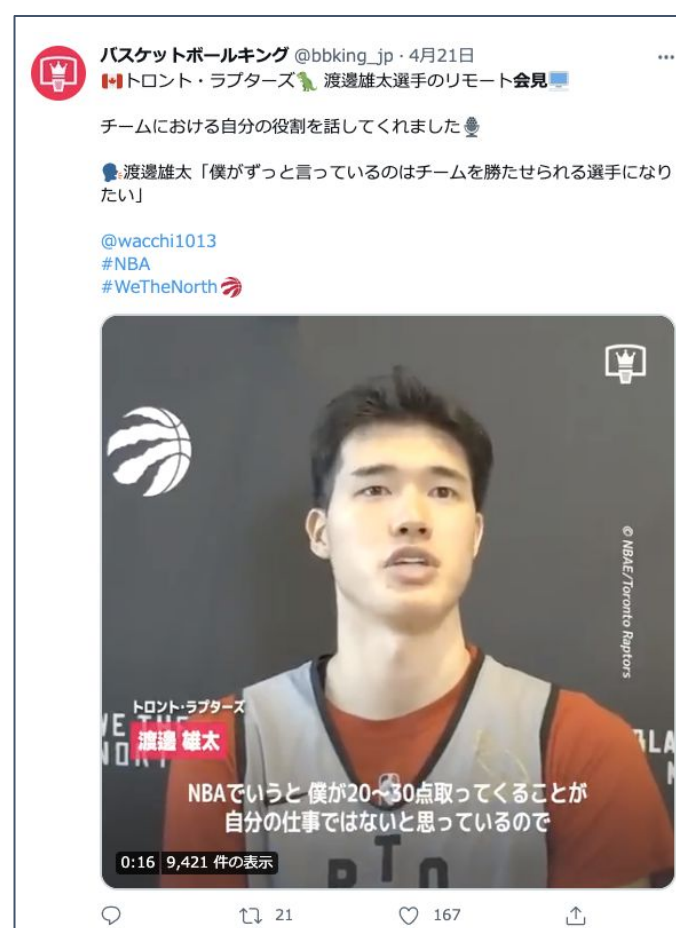 バスケットボールキング @bbking_jp · 4月21日
🇨🇦トロント・ラプターズ🦖 渡邊雄太選手のリモート会見🖥️
チームにおける自分の役割を話してくれました🎙️
🗣️渡邊雄太「僕がずっと言っているのはチームを勝たせられる選手になり
たい」
@wacchi1013
#NBA
#WeTheNorth
© NBAE/Toronto Raptors
トロント・ラプターズ
渡邊 雄太
NBAでいうと 僕が20〜30点取ってくることが
自分の仕事ではないと思っているので
0:16 9,421 件の表示
21 167